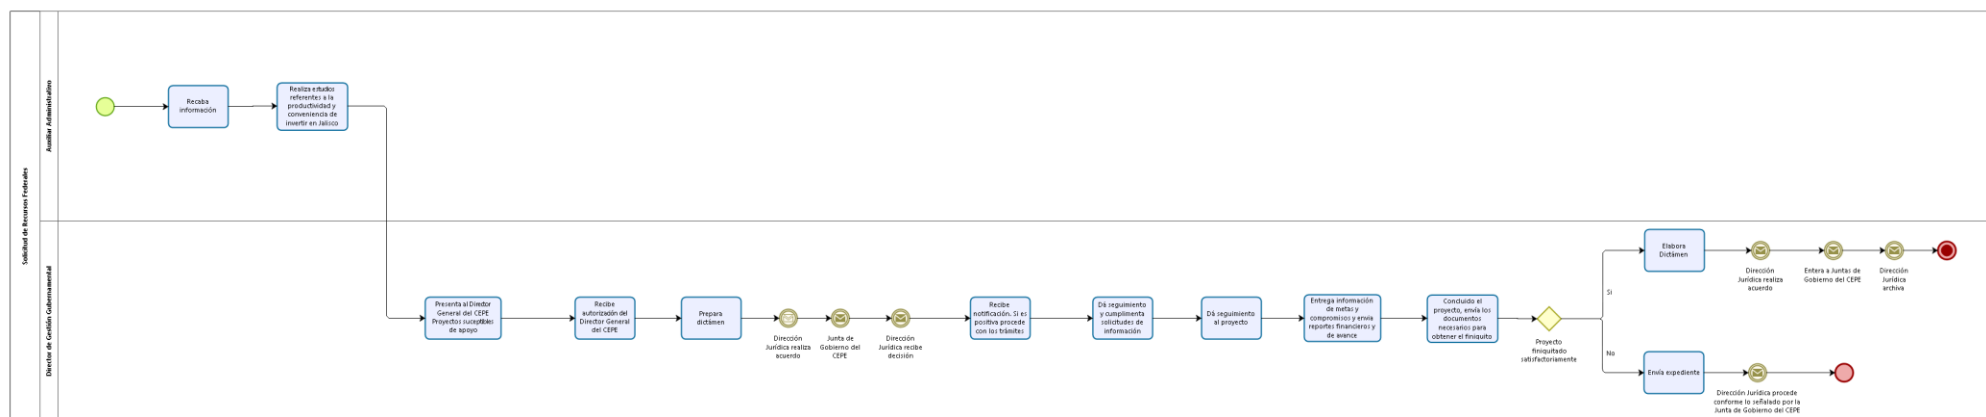 Solicitud de Recursos Federales
Auxiliar Administrativo
Recaba
información
Realiza estudios
referentes a la
productividad y
conveniencia de
invertir en Jalisco
Director de Gestión Gubernamental
Presenta al Director
General del CEPE
Proyectos suceptibles
de apoyo
Recibe
autorización del
Director General
del CEPE
Prepara
dictámen
Dirección
Jurídica realiza
acuerdo
Junta de
Gobierno del
CEPE
Dirección
Jurídica recibe
decisión
Recibe
notificación. Si es
positiva procede
con los trámites
Dá seguimiento
y cumplimenta
solicitudes de
información
Dá seguimiento
al proyecto
Entrega información
de metas y
compromisos y envía
reportes financieros y
de avance
Concluido el
proyecto, envía los
documentos
necesarios para
obtener el finiquito
Proyecto
finiquitado
satisfactoriamente
Si
Elabora
Dictámen
Dirección
Jurídica realiza
acuerdo
Entera a Juntas de
Gobierno del CEPE
Dirección
Jurídica
archiva
No
Envía expediente
Dirección Jurídica procede
conforme lo señalado por la
Junta de Gobierno del CEPE